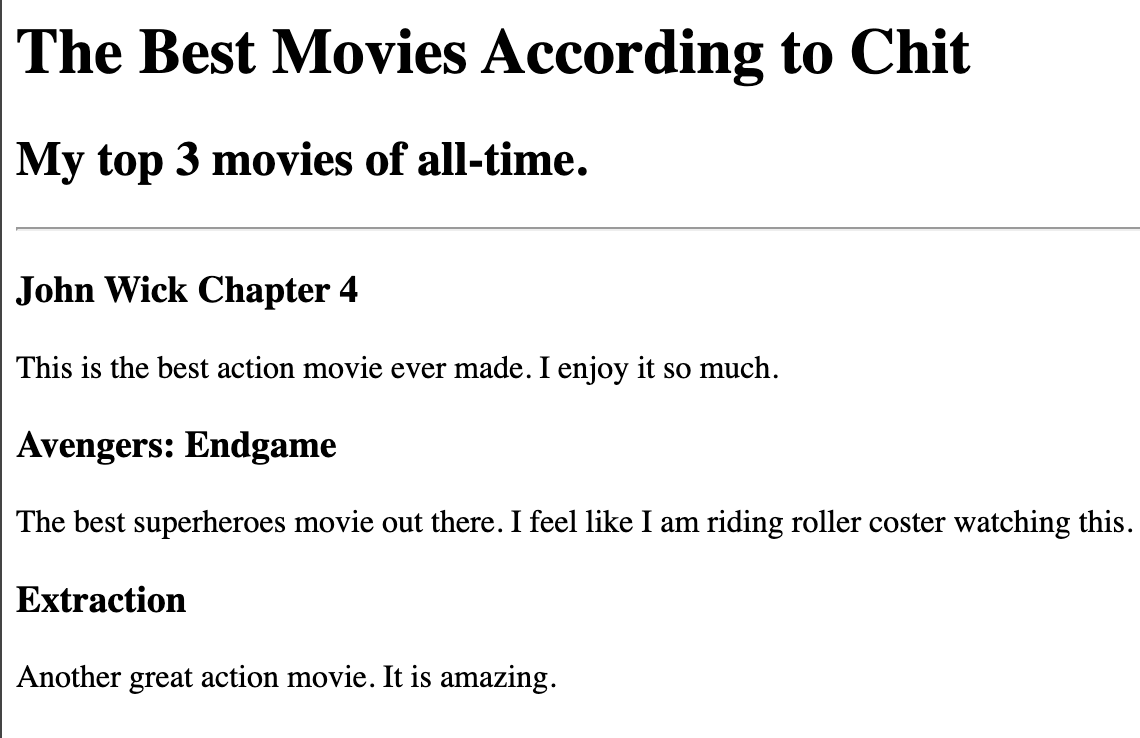 The Best Movies According to Chit
My top 3 movies of all-time.
John Wick Chapter 4
This is the best action movie ever made. I enjoy it so much.
Avengers: Endgame
The best superheroes movie out there. I feel like I am riding roller coster watching this.
Extraction
Another great action movie. It is amazing.